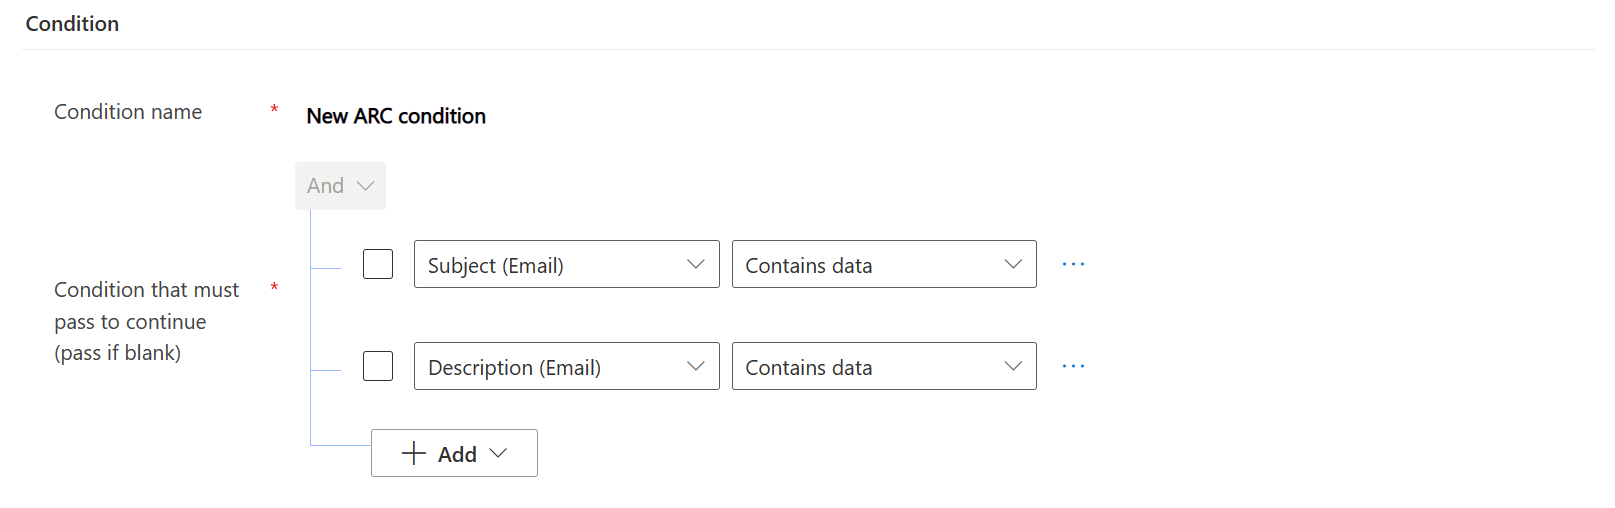 Condition
Condition name * New ARC condition
And
Subject (Email) Contains data ...
Condition that must *
pass to continue
(pass if blank)
Description (Email) Contains data ...
+ Add